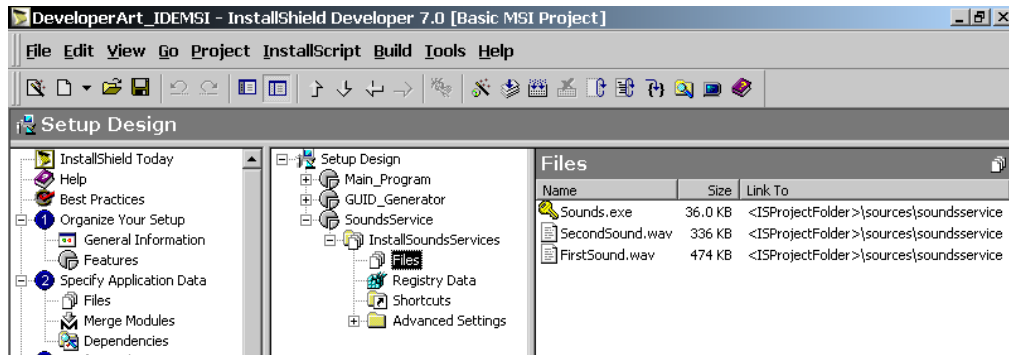 DeveloperArt_IDEMSI - InstallShield Developer 7.0 [Basic MSI Project]
File Edit View Go Project InstallScript Build Tools Help
Setup Design
InstallShield Today
Help
Best Practices
1 Organize Your Setup
General Information
Features
2 Specify Application Data
Files
Merge Modules
Dependencies
Setup Design
Main_Program
GUID_Generator
SoundsService
InstallSoundsServices
Files
Registry Data
Shortcuts
Advanced Settings
Files
Name Size Link To
Sounds.exe 36.0 KB <ISProjectFolder>\sources\soundsservice
SecondSound.wav 336 KB <ISProjectFolder>\sources\soundsservice
FirstSound.wav 474 KB <ISProjectFolder>\sources\soundsservice